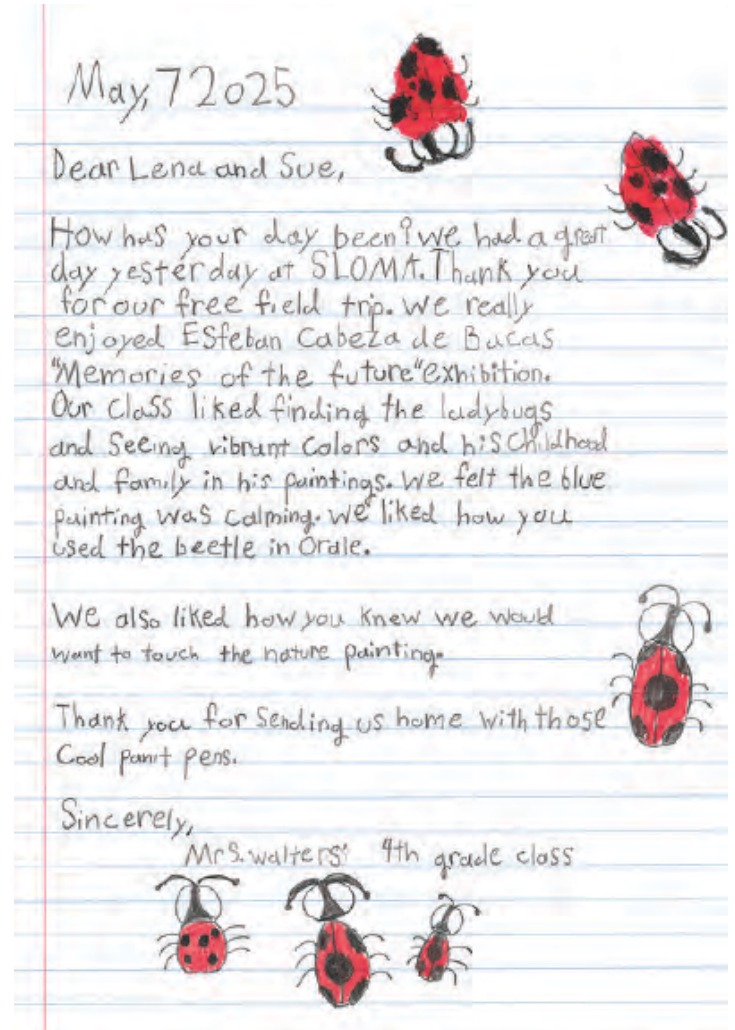 May, 7 2025
Dear Lena and Sue,
How has your day been? We had a great
day yesterday at SLOMA. Thank you
for our free field trip. We really
enjoyed Esteban Cabeza de Bacas
"Memories of the future" exhibition.
Our Class liked finding the ladybugs
and Seeing vibrant Colors and his Childhood
and family in his paintings. We felt the blue
painting was calming. We liked how you
used the beetle in Orale.
We also liked how you knew we would
want to touch the nature painting.
Thank you for Sending us home with those
Cool panit pens.
Sincerely,
Mrs. walters' 4th grade class